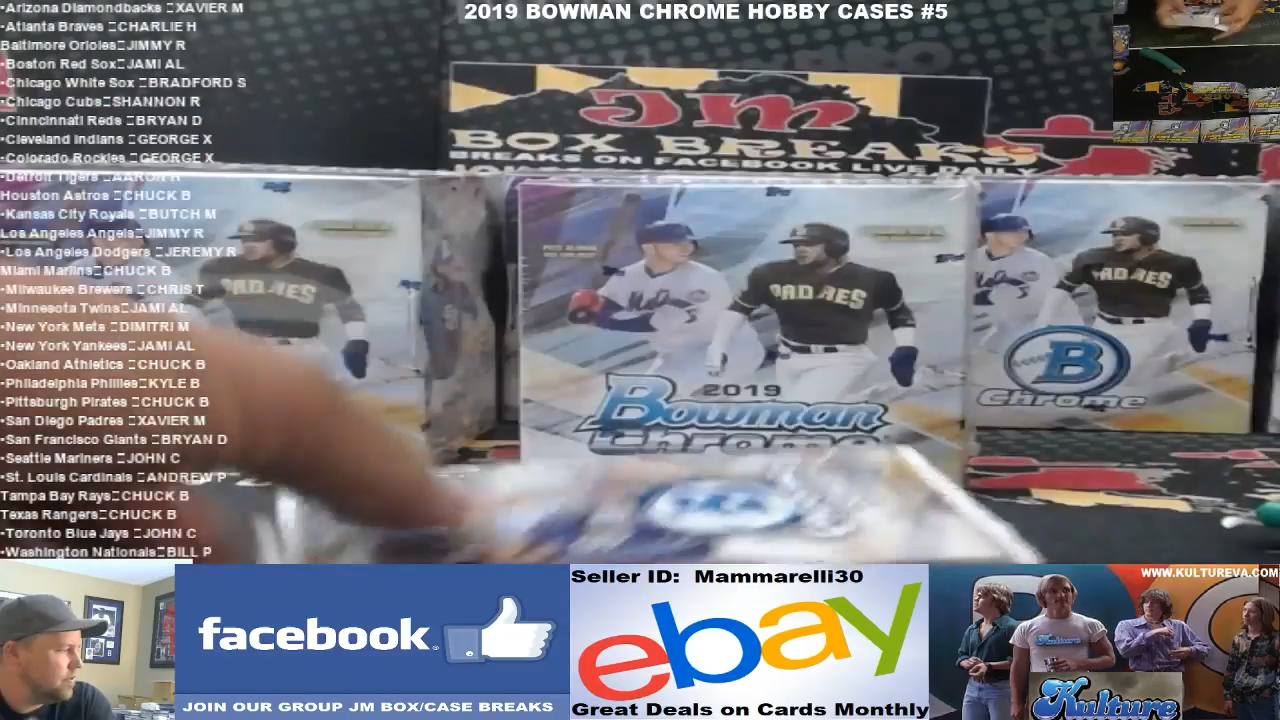 2019 BOWMAN CHROME HOBBY CASES #5
•Arizona Diamondbacks □XAVIER M
•Atlanta Braves □CHARLIE H
Baltimore Orioles□JIMMY R
•Boston Red Sox□JAMI AL
•Chicago White Sox □BRADFORD S
•Chicago Cubs□SHANNON R
•Cinncinnati Reds □BRYAN D
•Cleveland Indians □GEORGE X
•Colorado Rockies □GEORGE X
•Detroit Tigers □AARON H
Houston Astros □CHUCK B
•Kansas City Royals □BUTCH M
Los Angeles Angels□JIMMY R
•Los Angeles Dodgers □JEREMY R
Miami Marlins□CHUCK B
•Milwaukee Brewers □CHRIS T
•Minnesota Twins□JAMI AL
•New York Mets □DIMITRI M
•New York Yankees□JAMI AL
•Oakland Athletics □CHUCK B
•Philadelphia Phillies□KYLE B
•Pittsburgh Pirates □CHUCK B
•San Diego Padres □XAVIER M
•San Francisco Giants □BRYAN D
•Seattle Mariners □JOHN C
•St. Louis Cardinals □ANDREW P
Tampa Bay Rays□CHUCK B
Texas Rangers□CHUCK B
•Toronto Blue Jays □JOHN C
•Washington Nationals□BILL P
JM
BOX BREAKS
BREAKS ON FACEBOOK LIVE DAILY
PADRES
PADRES
PADRES
2019
Bowman
Chrome
B
Chrome
facebook
JOIN OUR GROUP JM BOX/CASE BREAKS
Seller ID: Mammarelli30
ebay
Great Deals on Cards Monthly
WWW.KULTUREVA.COM
Kulture
Kulture